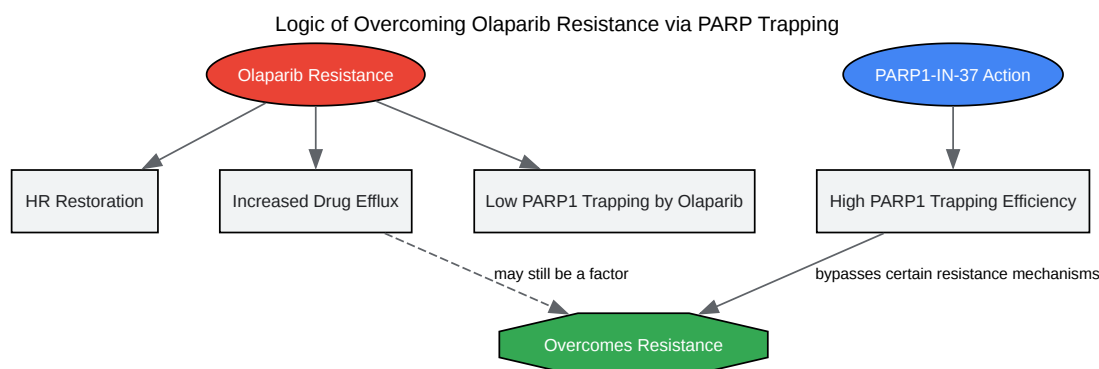 Logic of Overcoming Olaparib Resistance via PARP Trapping
Olaparib Resistance
PARP1-IN-37 Action
HR Restoration
Increased Drug Efflux
Low PARP1 Trapping by Olaparib
High PARP1 Trapping Efficiency
may still be a factor
bypasses certain resistance mechanisms
Overcomes Resistance